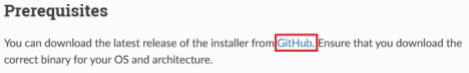 Prerequisites
You can download the latest release of the installer from GitHub. Ensure that you download the
correct binary for your OS and architecture.